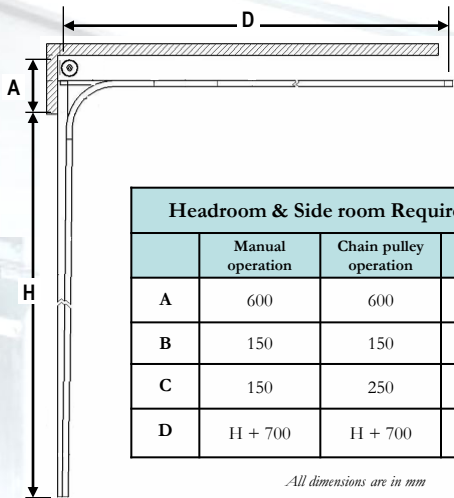 D
A
H
Headroom & Side room
Manual operation Chain pulley operation
A 600 600
B 150 150
C 150 250
D H + 700 H + 700
All dimensions are in mm